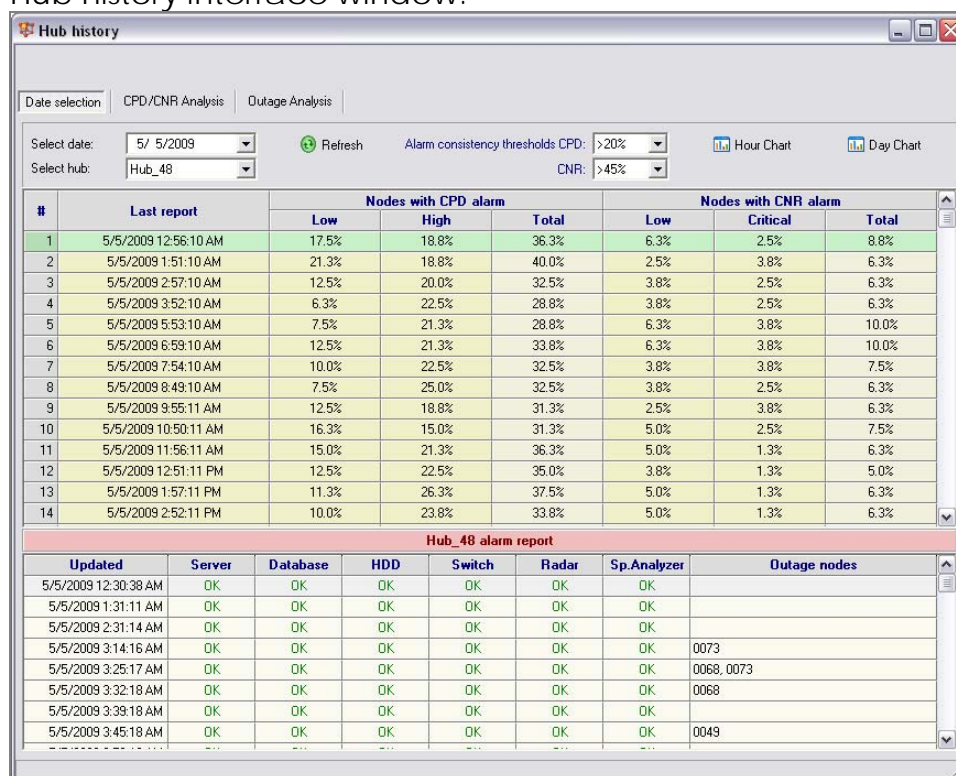 Hub history interface window.
Hub history
Date selection CPD/CNR Analysis Outage Analysis
Select date: 5/ 5/2009 Refresh Alarm consistency thresholds CPD: >20% Hour Chart Day Chart
Select hub: Hub_48 CNR: >45%
# Last report Nodes with CPD alarm Nodes with CNR alarm
Low High Total Low Critical Total
1 5/5/2009 12:56:10 AM 17.5% 18.8% 36.3% 6.3% 2.5% 8.8%
2 5/5/2009 1:51:10 AM 21.3% 18.8% 40.0% 2.5% 3.8% 6.3%
3 5/5/2009 2:57:10 AM 12.5% 20.0% 32.5% 3.8% 2.5% 6.3%
4 5/5/2009 3:52:10 AM 6.3% 22.5% 28.8% 3.8% 2.5% 6.3%
5 5/5/2009 5:53:10 AM 7.5% 21.3% 28.8% 6.3% 3.8% 10.0%
6 5/5/2009 6:59:10 AM 12.5% 21.3% 33.8% 6.3% 3.8% 10.0%
7 5/5/2009 7:54:10 AM 10.0% 22.5% 32.5% 3.8% 3.8% 7.5%
8 5/5/2009 8:49:10 AM 7.5% 25.0% 32.5% 3.8% 2.5% 6.3%
9 5/5/2009 9:55:11 AM 12.5% 18.8% 31.3% 2.5% 3.8% 6.3%
10 5/5/2009 10:50:11 AM 16.3% 15.0% 31.3% 5.0% 2.5% 7.5%
11 5/5/2009 11:56:11 AM 15.0% 21.3% 36.3% 5.0% 1.3% 6.3%
12 5/5/2009 12:51:11 PM 12.5% 22.5% 35.0% 3.8% 1.3% 5.0%
13 5/5/2009 1:57:11 PM 11.3% 26.3% 37.5% 5.0% 1.3% 6.3%
14 5/5/2009 2:52:11 PM 10.0% 23.8% 33.8% 5.0% 1.3% 6.3%
Hub_48 alarm report
Updated Server Database HDD Switch Radar Sp.Analyzer Outage nodes
5/5/2009 12:30:38 AM OK OK OK OK OK OK
5/5/2009 1:31:11 AM OK OK OK OK OK OK
5/5/2009 2:31:14 AM OK OK OK OK OK OK
5/5/2009 3:14:16 AM OK OK OK OK OK OK 0073
5/5/2009 3:25:17 AM OK OK OK OK OK OK 0068, 0073
5/5/2009 3:32:18 AM OK OK OK OK OK OK 0068
5/5/2009 3:39:18 AM OK OK OK OK OK OK
5/5/2009 3:45:18 AM OK OK OK OK OK OK 0049